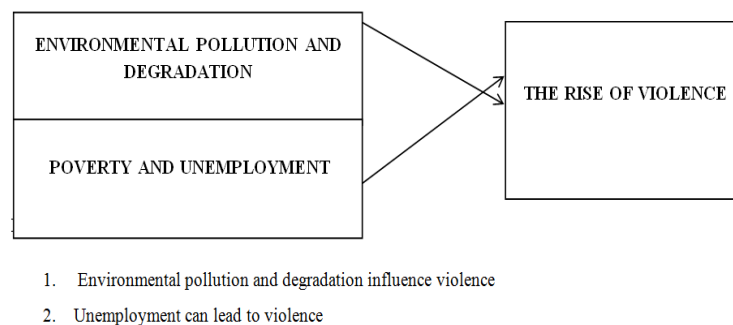 ENVIRONMENTAL POLLUTION AND
DEGRADATION
THE RISE OF VIOLENCE
POVERTY AND UNEMPLOYMENT
1. Environmental pollution and degradation influence violence
2. Unemployment can lead to violence